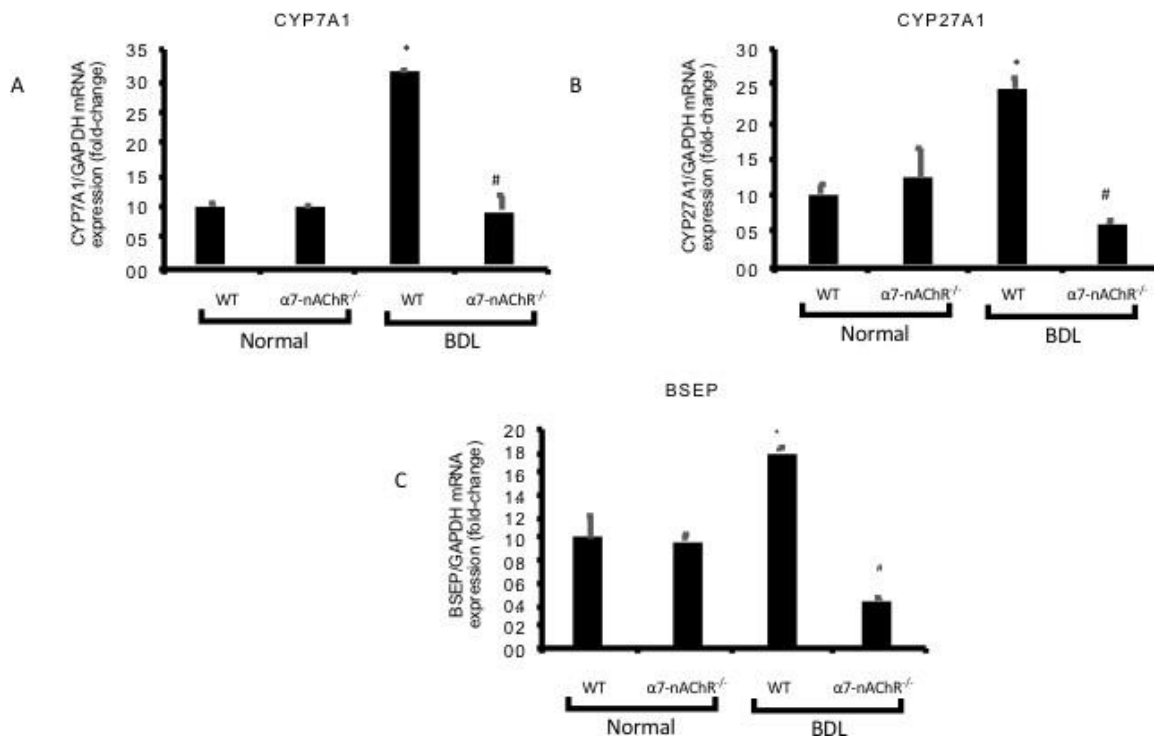 CYP7A1
A
CYP7A1/GAPDH mRNA
expression (fold-change)
35
30
25
20
15
10
05
00
*
#
WT
α7-nAChR⁻/⁻
WT
α7-nAChR⁻/⁻
Normal
BDL
CYP27A1
B
CYP27A1/GAPDH mRNA
expression (fold-change)
30
25
20
15
10
05
00
*
#
WT
α7-nAChR⁻/⁻
WT
α7-nAChR⁻/⁻
Normal
BDL
BSEP
C
BSEP/GAPDH mRNA
expression (fold-change)
20
18
16
14
12
10
08
06
04
02
00
*
#
WT
α7-nAChR⁻/⁻
WT
α7-nAChR⁻/⁻
Normal
BDL